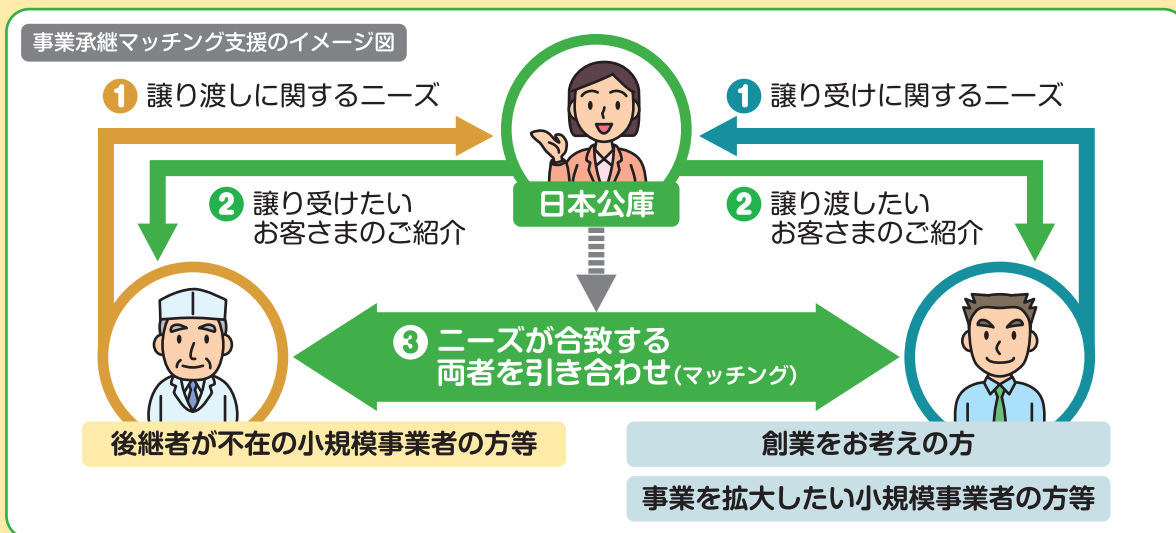 事業承継マッチング支援のイメージ図
1 譲り渡しに関するニーズ
1 譲り受けに関するニーズ
日本公庫
2 譲り受けたい
お客さまのご紹介
2 譲り渡したい
お客さまのご紹介
3 ニーズが合致する
両者を引き合わせ(マッチング)
後継者が不在の小規模事業者の方等
創業をお考えの方
事業を拡大したい小規模事業者の方等